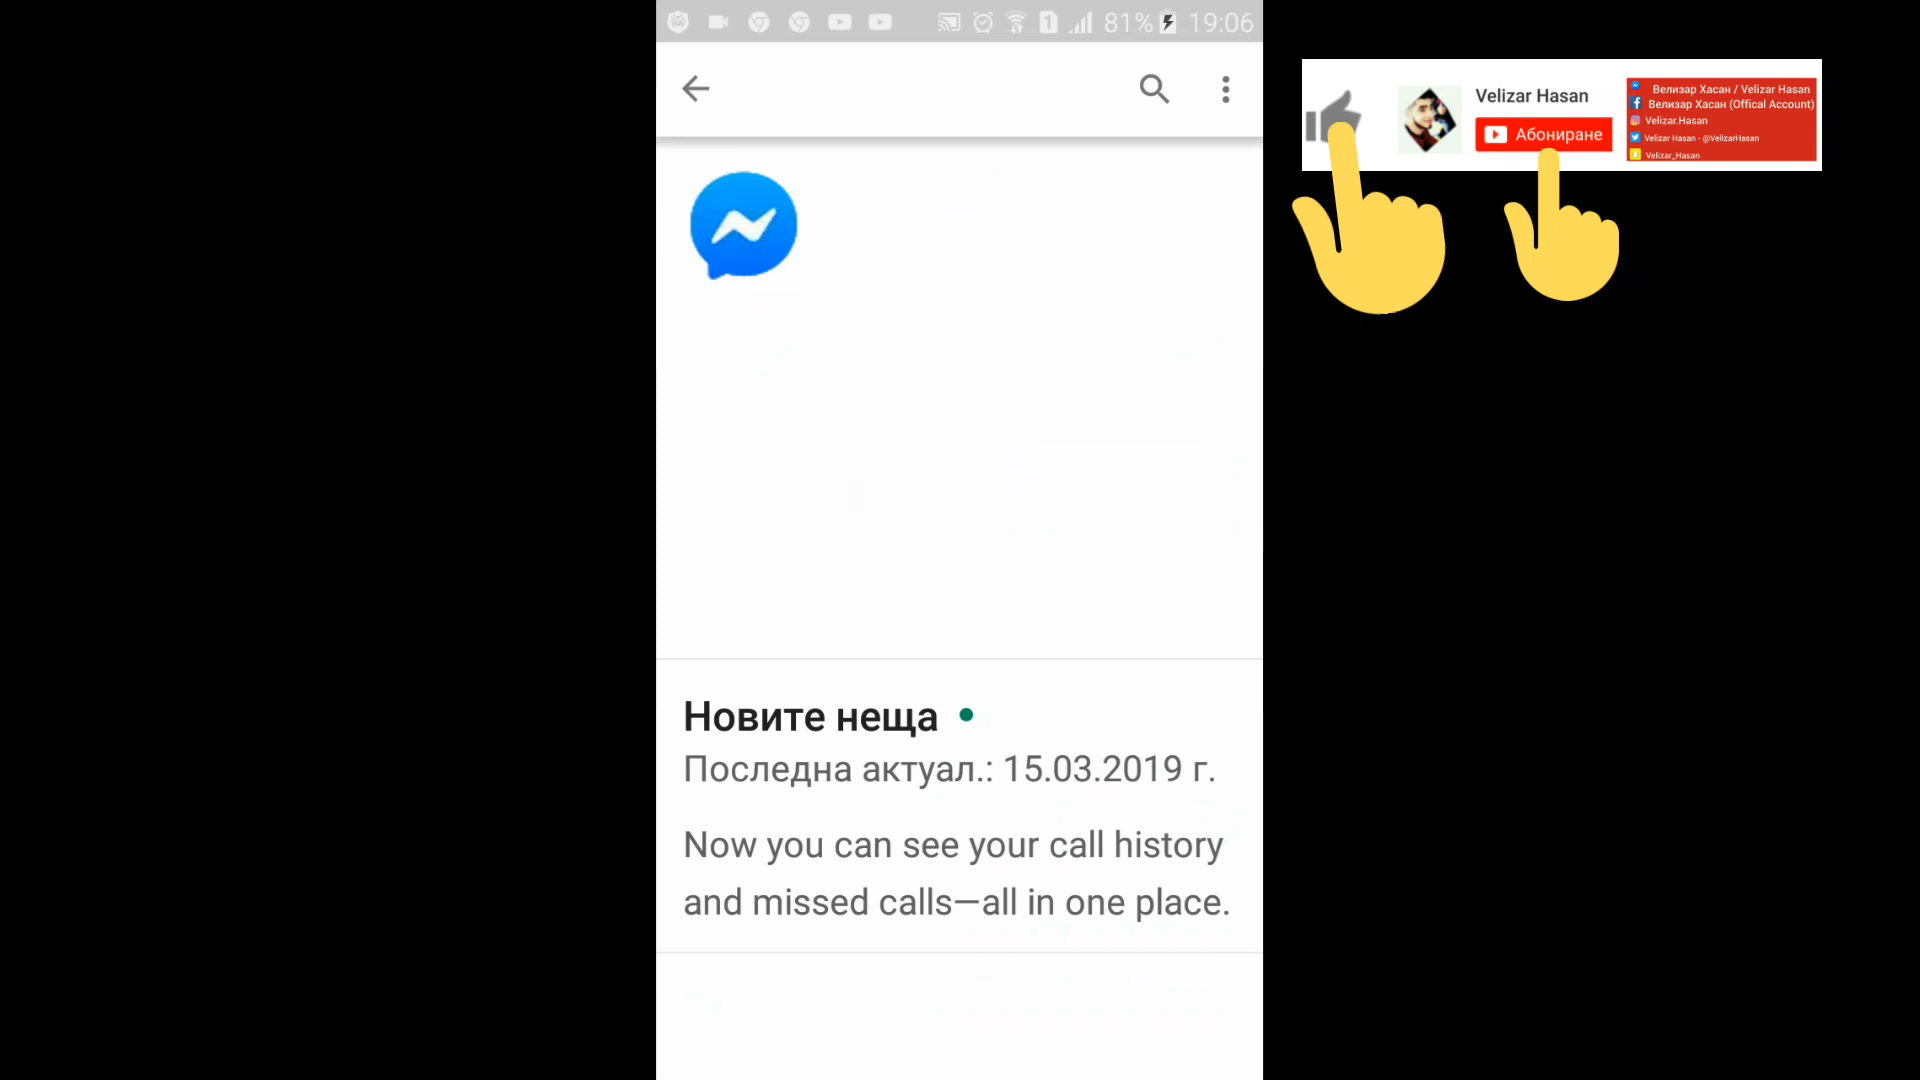 81% 19:06
Velizar Hasan
Абониране
Велизар Хасан / Velizar Hasan
Велизар Хасан (Offical Account)
Velizar.Hasan
Velizar Hasan - @VelizarHasan
Velizar_Hasan
Новите неща
Последна актуал.: 15.03.2019 г.
Now you can see your call history
and missed calls—all in one place.